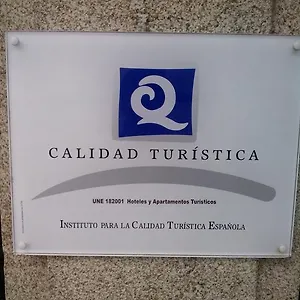 Q
CALIDAD TURÍSTICA
UNE 182001 Hoteles y Apartamentos Turísticos
INSTITUTO PARA LA CALIDAD TURÍSTICA ESPAÑOLA